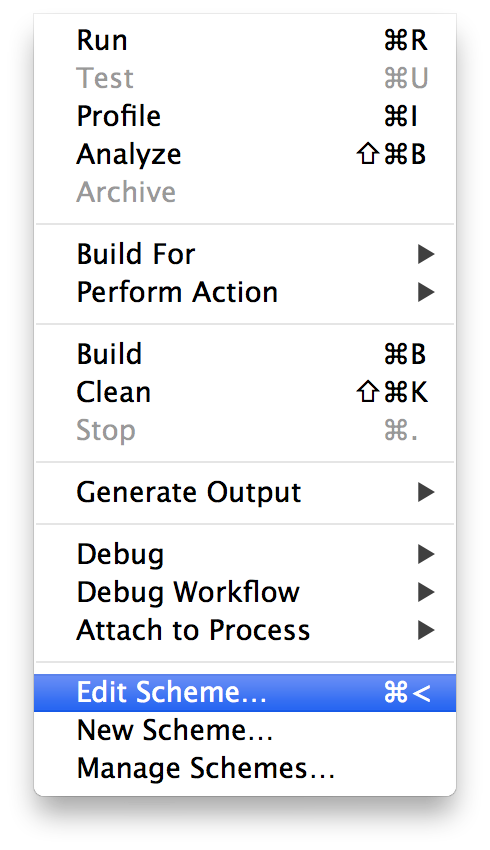 Run ⌘R
Test ⌘U
Profile ⌘I
Analyze ⇧⌘B
Archive
Build For ▶
Perform Action ▶
Build ⌘B
Clean ⇧⌘K
Stop ⌘.
Generate Output ▶
Debug ▶
Debug Workflow ▶
Attach to Process ▶
Edit Scheme... ⌘<
New Scheme...
Manage Schemes...